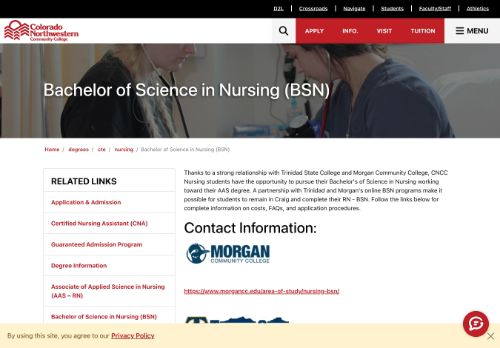 D2L | Crossroads | Navigate | Students | Faculty/Staff | Athletics
Colorado
Northwestern
Community College
APPLY INFO. VISIT TUITION MENU
Bachelor of Science in Nursing (BSN)
Home / degrees / cte / nursing / Bachelor of Science in Nursing (BSN)
RELATED LINKS
Application & Admission
Certified Nursing Assistant (CNA)
Guaranteed Admission Program
Degree Information
Associate of Applied Science in Nursing
(AAS – RN)
Bachelor of Science in Nursing (BSN)
Thanks to a strong relationship with Trinidad State College and Morgan Community College, CNCC
Nursing students have the opportunity to pursue their Bachelor's of Science in Nursing working
toward their AAS degree. A partnership with Trinidad and Morgan's online BSN programs make it
possible for students to remain in Craig and complete their RN - BSN. Follow the links below for
complete information on costs, FAQs, and application procedures.
Contact Information:
MORGAN
COMMUNITY COLLEGE
https://www.morgancc.edu/area-of-study/nursing-bsn/
By using this site, you agree to our Privacy Policy